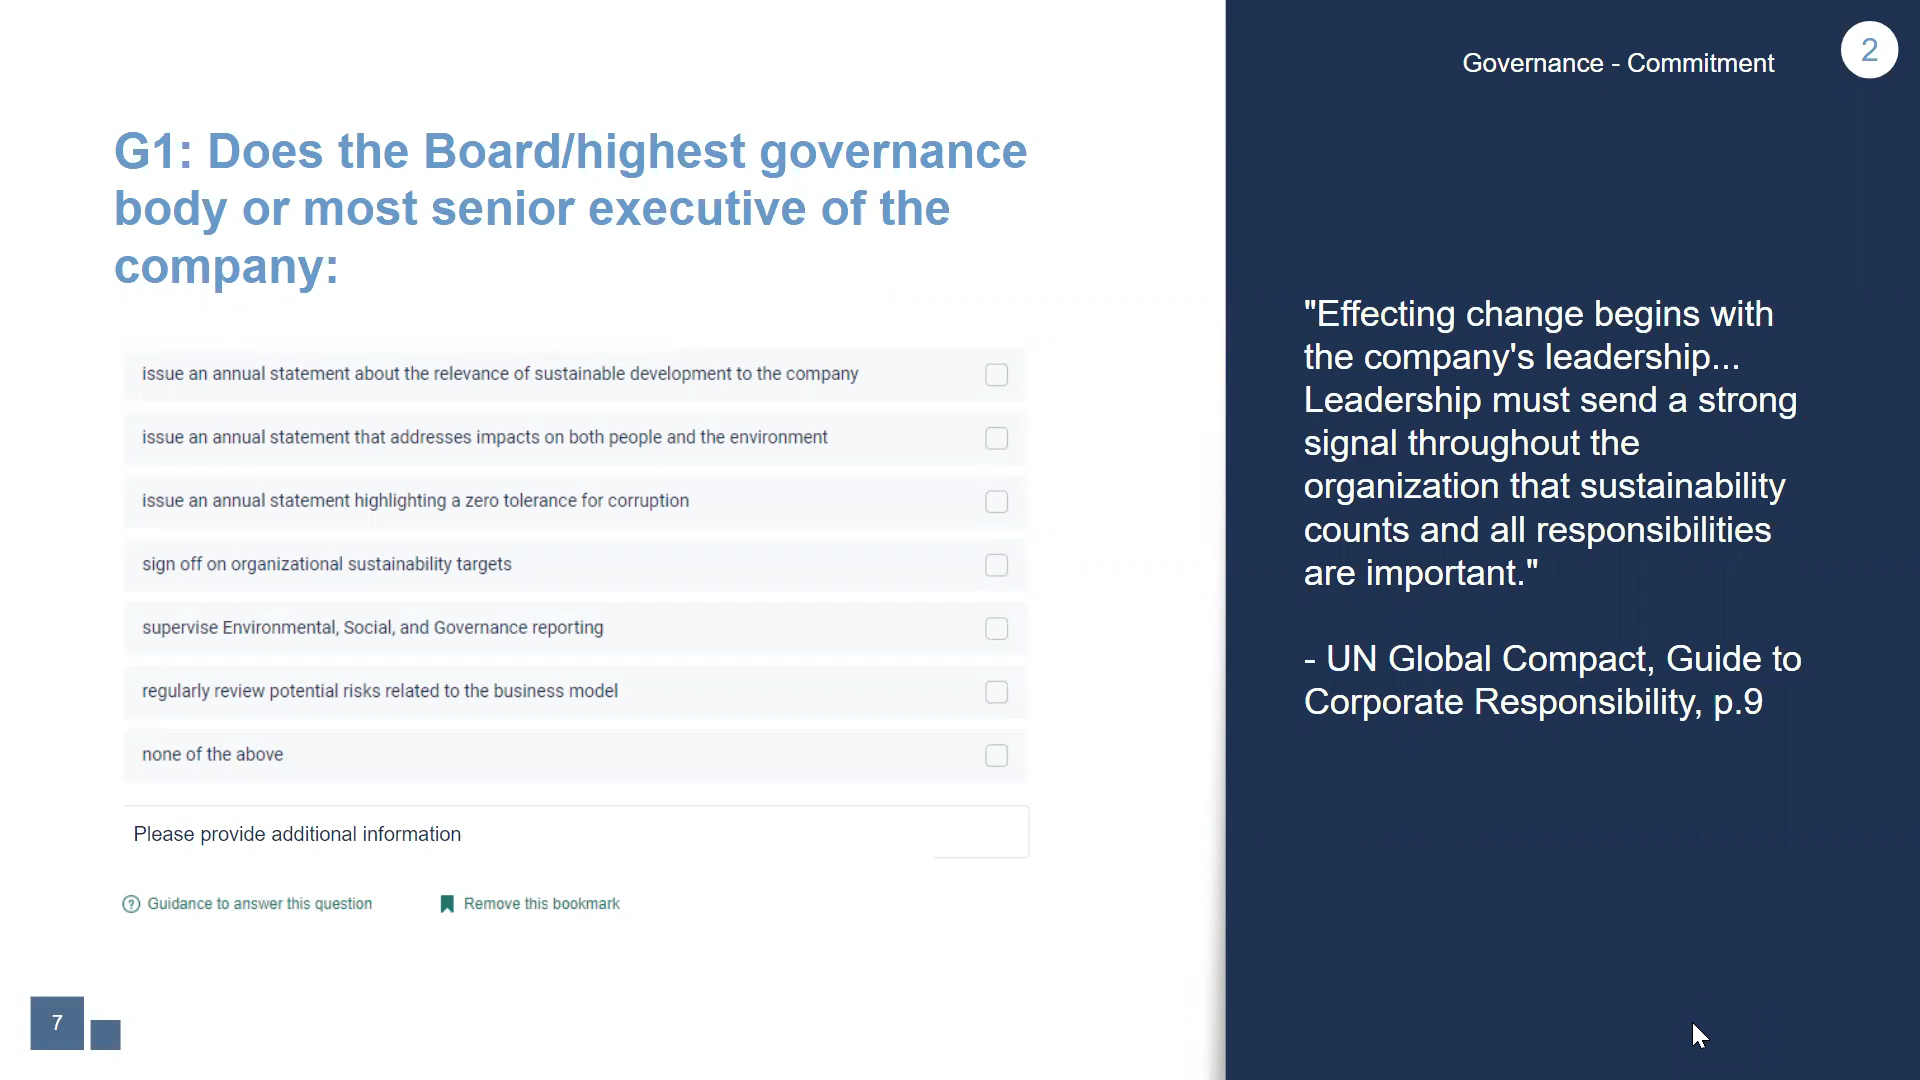 Governance - Commitment
2
G1: Does the Board/highest governance
body or most senior executive of the
company:
issue an annual statement about the relevance of sustainable development to the company
issue an annual statement that addresses impacts on both people and the environment
issue an annual statement highlighting a zero tolerance for corruption
sign off on organizational sustainability targets
supervise Environmental, Social, and Governance reporting
regularly review potential risks related to the business model
none of the above
Please provide additional information
Guidance to answer this question
Remove this bookmark
"Effecting change begins with
the company's leadership...
Leadership must send a strong
signal throughout the
organization that sustainability
counts and all responsibilities
are important."
- UN Global Compact, Guide to
Corporate Responsibility, p.9
7